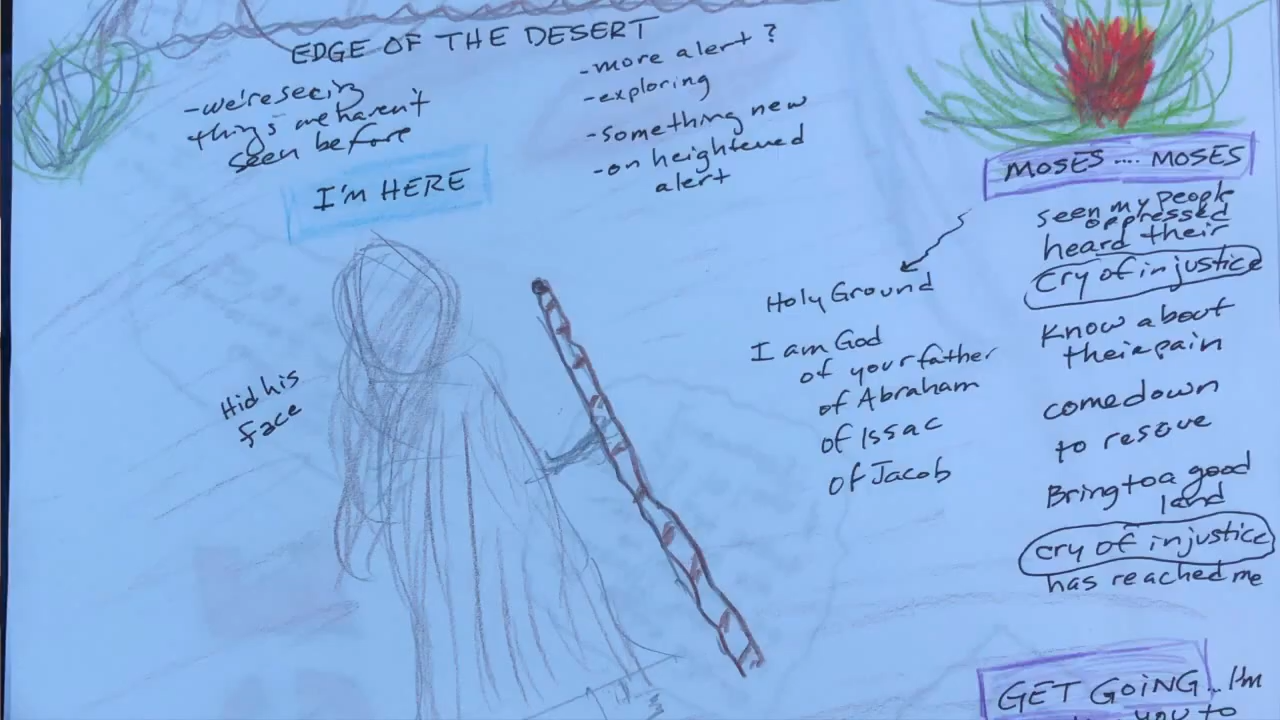 EDGE OF THE DESERT
- we're seeing
things we haven't
seen before
- more alert?
- exploring
- something new
- on heightened
alert
I'M HERE
Hid his
face
MOSES .... MOSES
Holy Ground
I am God
of your father
of Abraham
of Issac
of Jacob
seen my people
oppressed
heard their
cry of injustice
Know about
their pain
come down
to rescue
Bring to a good
land
cry of injustice
has reached me
GET GOING... I'm
you to